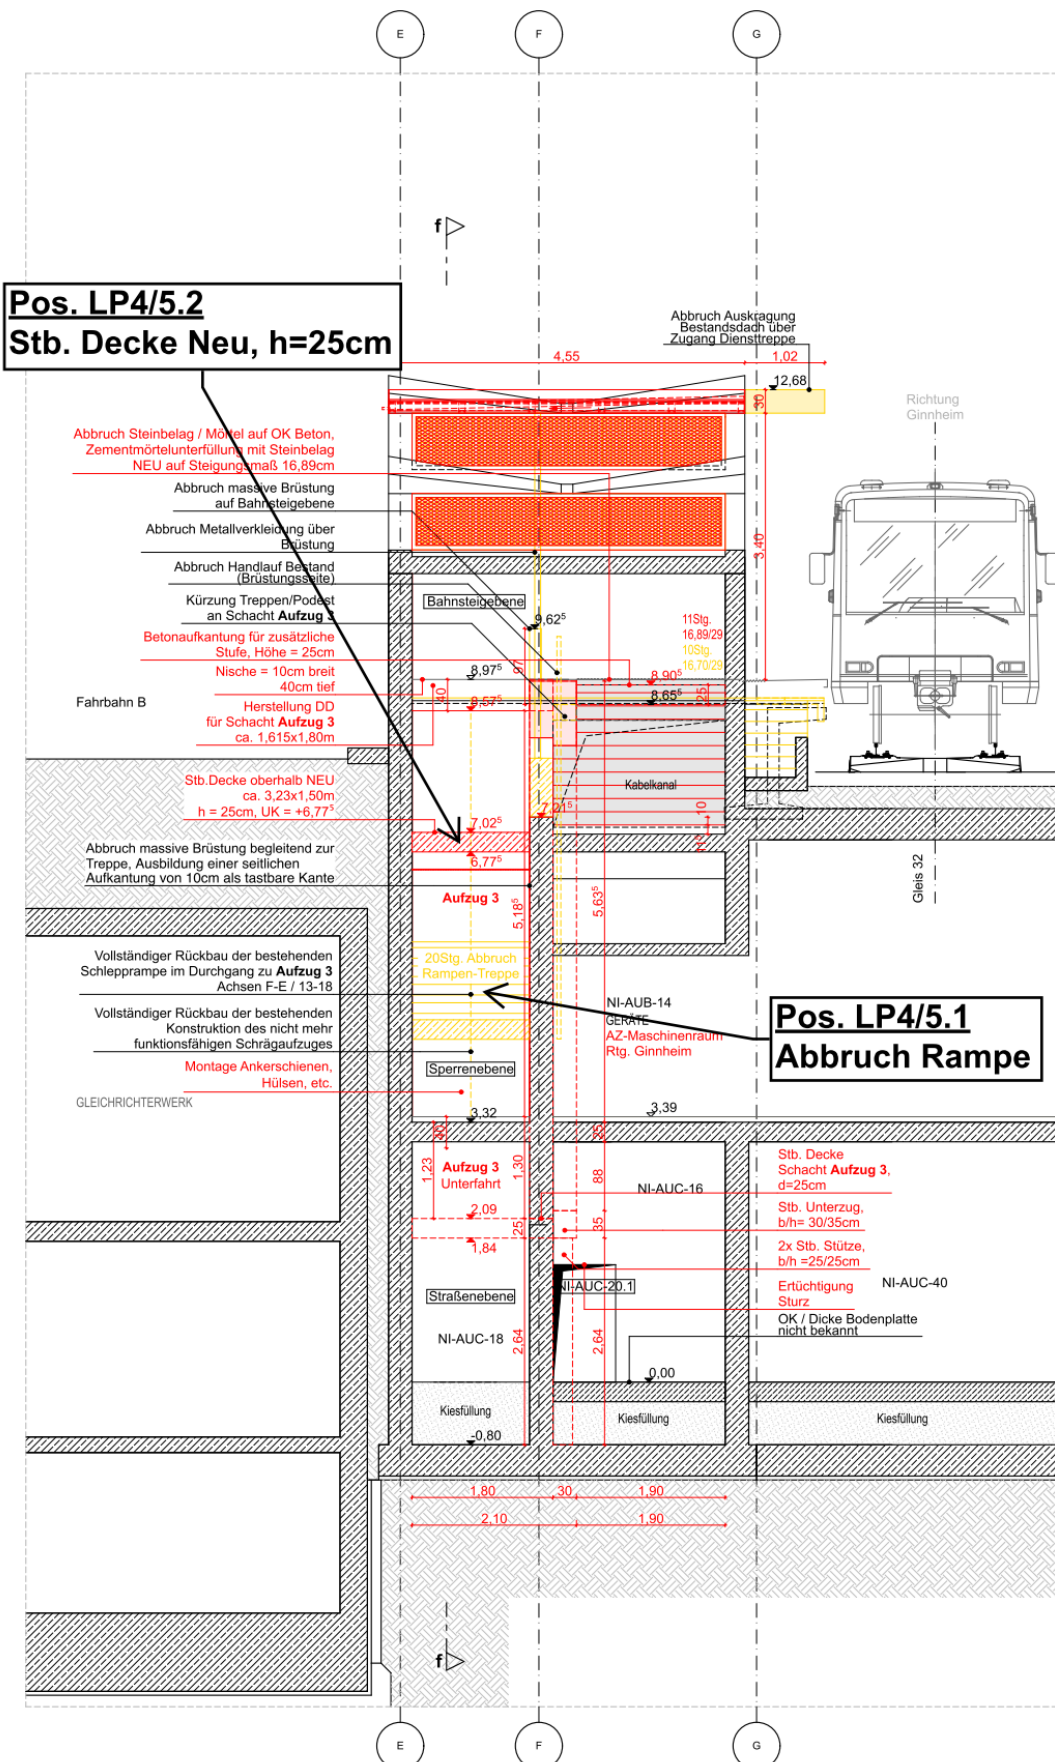 E
F
G
f
Pos. LP4/5.2
Stb. Decke Neu, h=25cm
Abbruch Auskragung
Bestandsdach über
Zugang Diensttreppe
4,55
1,02
12,68
30
Richtung
Ginnheim
Abbruch Steinbelag / Mörtel auf OK Beton,
Zementmörtelunterfüllung mit Steinbelag
NEU auf Steigungsmaß 16,89cm
Abbruch massive Brüstung
auf Bahnsteigebene
Abbruch Metallverkleidung über
Brüstung
3,40
Abbruch Handlauf Bestand
(Brüstungsseite)
Kürzung Treppen/Podest
an Schacht Aufzug 3
Bahnsteigebene
9,62⁵
11Stg.
16,89/29
10Stg.
16,70/29
Betonaufkantung für zusätzliche
Stufe, Höhe = 25cm
97
8,97⁵
8,90⁵
Nische = 10cm breit
40cm tief
40
8,57⁵
8,65⁵
25
Fahrbahn B
Herstellung DD
für Schacht Aufzug 3
ca. 1,615x1,80m
Stb.Decke oberhalb NEU
ca. 3,23x1,50m
h = 25cm, UK = +6,77⁵
Kabelkanal
7,21⁵
10
7,02⁵
6,77⁵
11
Abbruch massive Brüstung begleitend zur
Treppe, Ausbildung einer seitlichen
Aufkantung von 10cm als tastbare Kante
Gleis 32
Aufzug 3
5,18⁵
5,63⁵
Vollständiger Rückbau der bestehenden
Schlepprampe im Durchgang zu Aufzug 3
Achsen F-E / 13-18
20Stg. Abbruch
Rampen-Treppe
Vollständiger Rückbau der bestehenden
Konstruktion des nicht mehr
funktionsfähigen Schrägaufzuges
NI-AUB-14
GERÄTE
AZ-Maschinenraum
Rtg. Ginnheim
Pos. LP4/5.1
Abbruch Rampe
Montage Ankerschienen,
Hülsen, etc.
Sperrenebene
GLEICHRICHTERWERK
3,32
3,39
40
25
1,23
Aufzug 3
Unterfahrt
1,30
88
NI-AUC-16
Stb. Decke
Schacht Aufzug 3,
d=25cm
2,09
25
35
Stb. Unterzug,
b/h= 30/35cm
1,84
2x Stb. Stütze,
b/h =25/25cm
Straßenebene
NI-AUC-20.1
Ertüchtigung
Sturz
NI-AUC-40
OK / Dicke Bodenplatte
nicht bekannt
NI-AUC-18
2,64
2,64
0,00
Kiesfüllung
Kiesfüllung
Kiesfüllung
-0,80
1,80
30
1,90
2,10
1,90
f
E
F
G